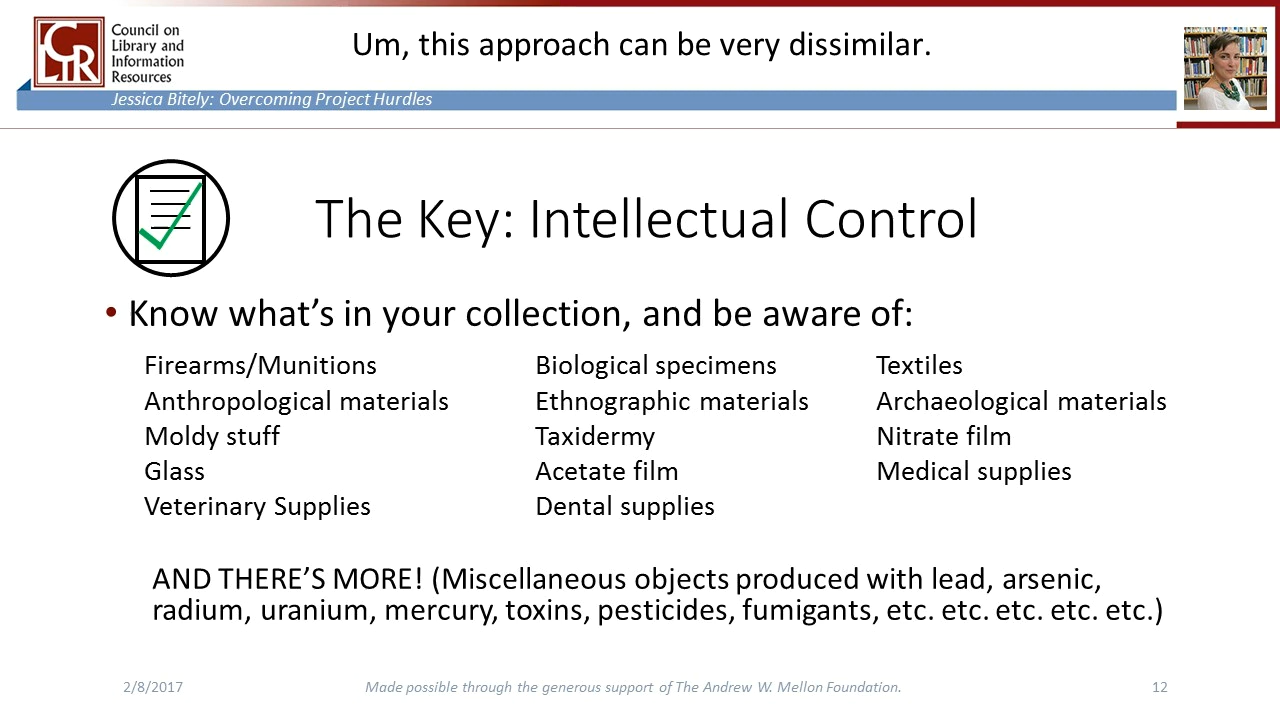 Um, this approach can be very dissimilar.
CLIR
Council on
Library and
Information
Resources
Jessica Bitely: Overcoming Project Hurdles
The Key: Intellectual Control
• Know what’s in your collection, and be aware of:
Firearms/Munitions Biological specimens Textiles
Anthropological materials Ethnographic materials Archaeological materials
Moldy stuff Taxidermy Nitrate film
Glass Acetate film Medical supplies
Veterinary Supplies Dental supplies
AND THERE’S MORE! (Miscellaneous objects produced with lead, arsenic,
radium, uranium, mercury, toxins, pesticides, fumigants, etc. etc. etc. etc. etc.)
2/8/2017 Made possible through the generous support of The Andrew W. Mellon Foundation. 12